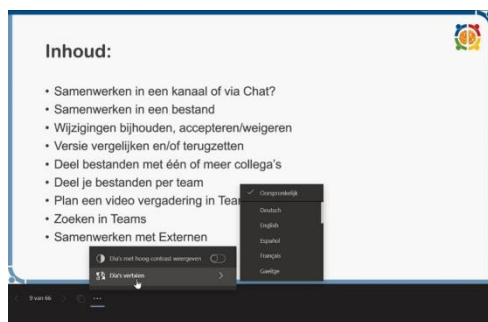 Inhoud:
• Samenwerken in een kanaal of via Chat?
• Samenwerken in een bestand
• Wijzigingen bijhouden, accepteren/weigeren
• Versie vergelijken en/of terugzetten
• Deel bestanden met één of meer collega's
• Deel je bestanden per team
• Plan een video vergadering in
• Zoeken in Teams
• Samenwerken met Externen
Oorspronkelijk
Deutsch
English
Español
Français
Gaeilge
Dia's met hoog contrast weergeven
Dia's vertalen
9 van 66